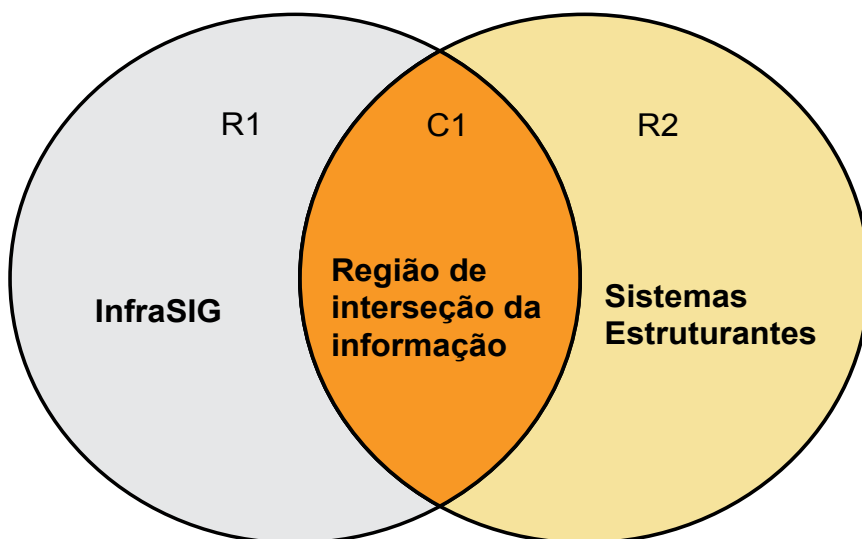 R1
C1
R2
InfraSIG
Região de
interseção da
informação
Sistemas
Estruturantes